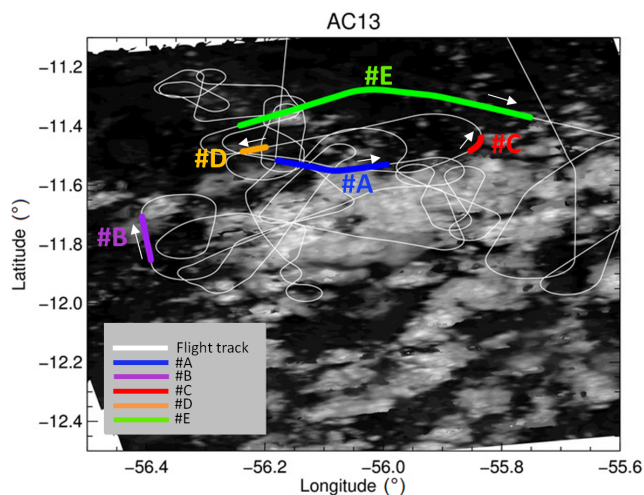 AC13
#E
#D
#C
#A
#B
−11.2
−11.4
−11.6
−11.8
−12.0
−12.2
−12.4
Latitude (°)
Flight track
#A
#B
#C
#D
#E
−56.4 −56.2 −56.0 −55.8 −55.6
Longitude (°)